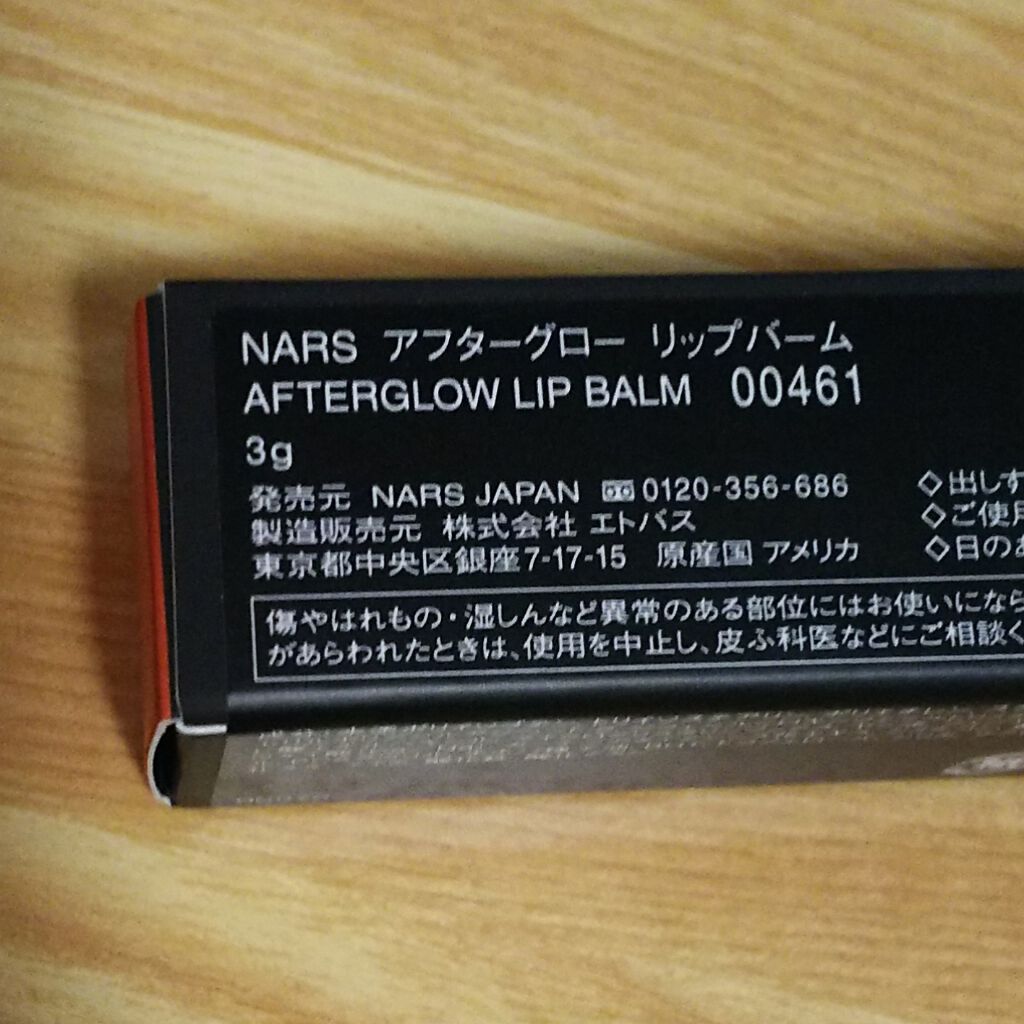 NARS アフターグロー リップバーム
AFTERGLOW LIP BALM 00461
3g
発売元 NARS JAPAN 0120-356-686
製造販売元 株式会社 エトバス
東京都中央区銀座7-17-15 原産国 アメリカ
◇出しす
◇ご使用
◇目のあ
傷やはれもの・湿しんなど異常のある部位にはお使いになら
があらわれたときは、使用を中止し、皮ふ科医などにご相談く